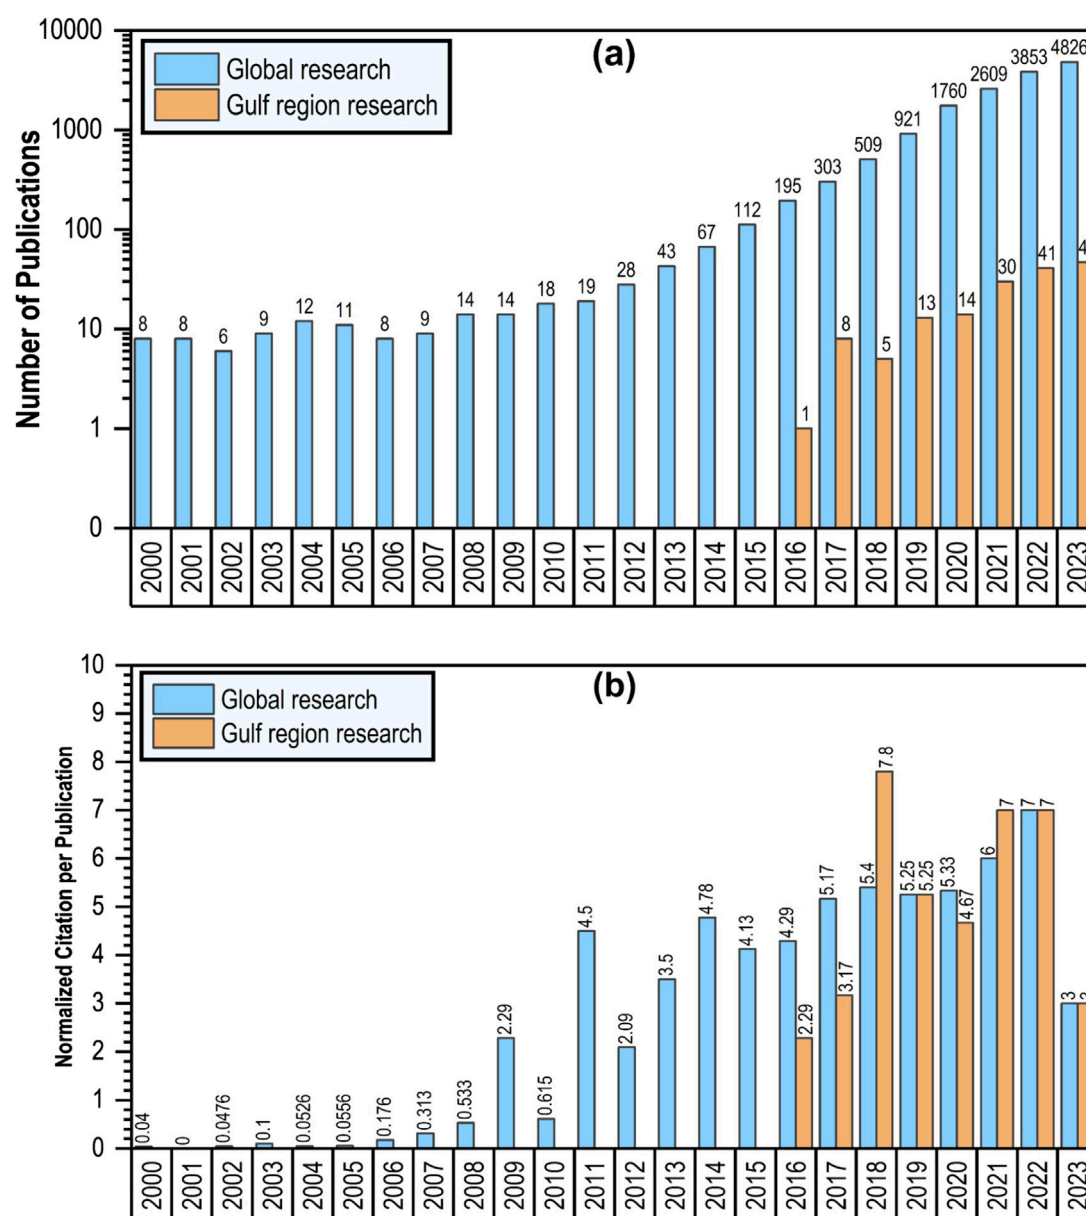 (a)
Global research
Gulf region research
Number of Publications
10000
1000
100
10
1
0
8 8 6 9 12 11 8 9 14 14 18 19 28 43 67 112 195 1 303 8 509 5 921 13 1760 14 2609 30 3853 41 4826
2000 2001 2002 2003 2004 2005 2006 2007 2008 2009 2010 2011 2012 2013 2014 2015 2016 2017 2018 2019 2020 2021 2022 2023
(b)
Global research
Gulf region research
Normalized Citation per Publication
10
9
8
7
6
5
4
3
2
1
0
0.04 0 0.0476 0.1 0.0526 0.0556 0.176 0.313 0.533 2.29 0.615 4.5 2.09 3.5 4.78 4.13 4.29 2.29 5.17 3.17 5.4 7.8 5.25 5.25 5.33 4.67 6 7 7 7 3
2000 2001 2002 2003 2004 2005 2006 2007 2008 2009 2010 2011 2012 2013 2014 2015 2016 2017 2018 2019 2020 2021 2022 2023